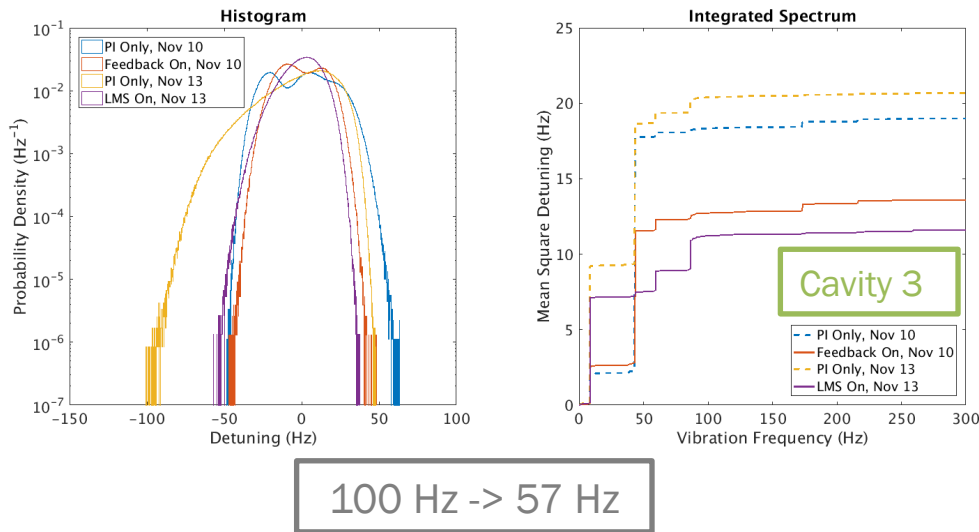 Histogram
Probability Density (Hz⁻¹)
10⁻¹
10⁻²
10⁻³
10⁻⁴
10⁻⁵
10⁻⁶
10⁻⁷
PI Only, Nov 10
Feedback On, Nov 10
PI Only, Nov 13
LMS On, Nov 13
-150 -100 -50 0 50 100
Detuning (Hz)
Integrated Spectrum
Mean Square Detuning (Hz)
25
20
15
10
5
0
Cavity 3
PI Only, Nov 10
Feedback On, Nov 10
PI Only, Nov 13
LMS On, Nov 13
0 50 100 150 200 250 300
Vibration Frequency (Hz)
100 Hz -> 57 Hz